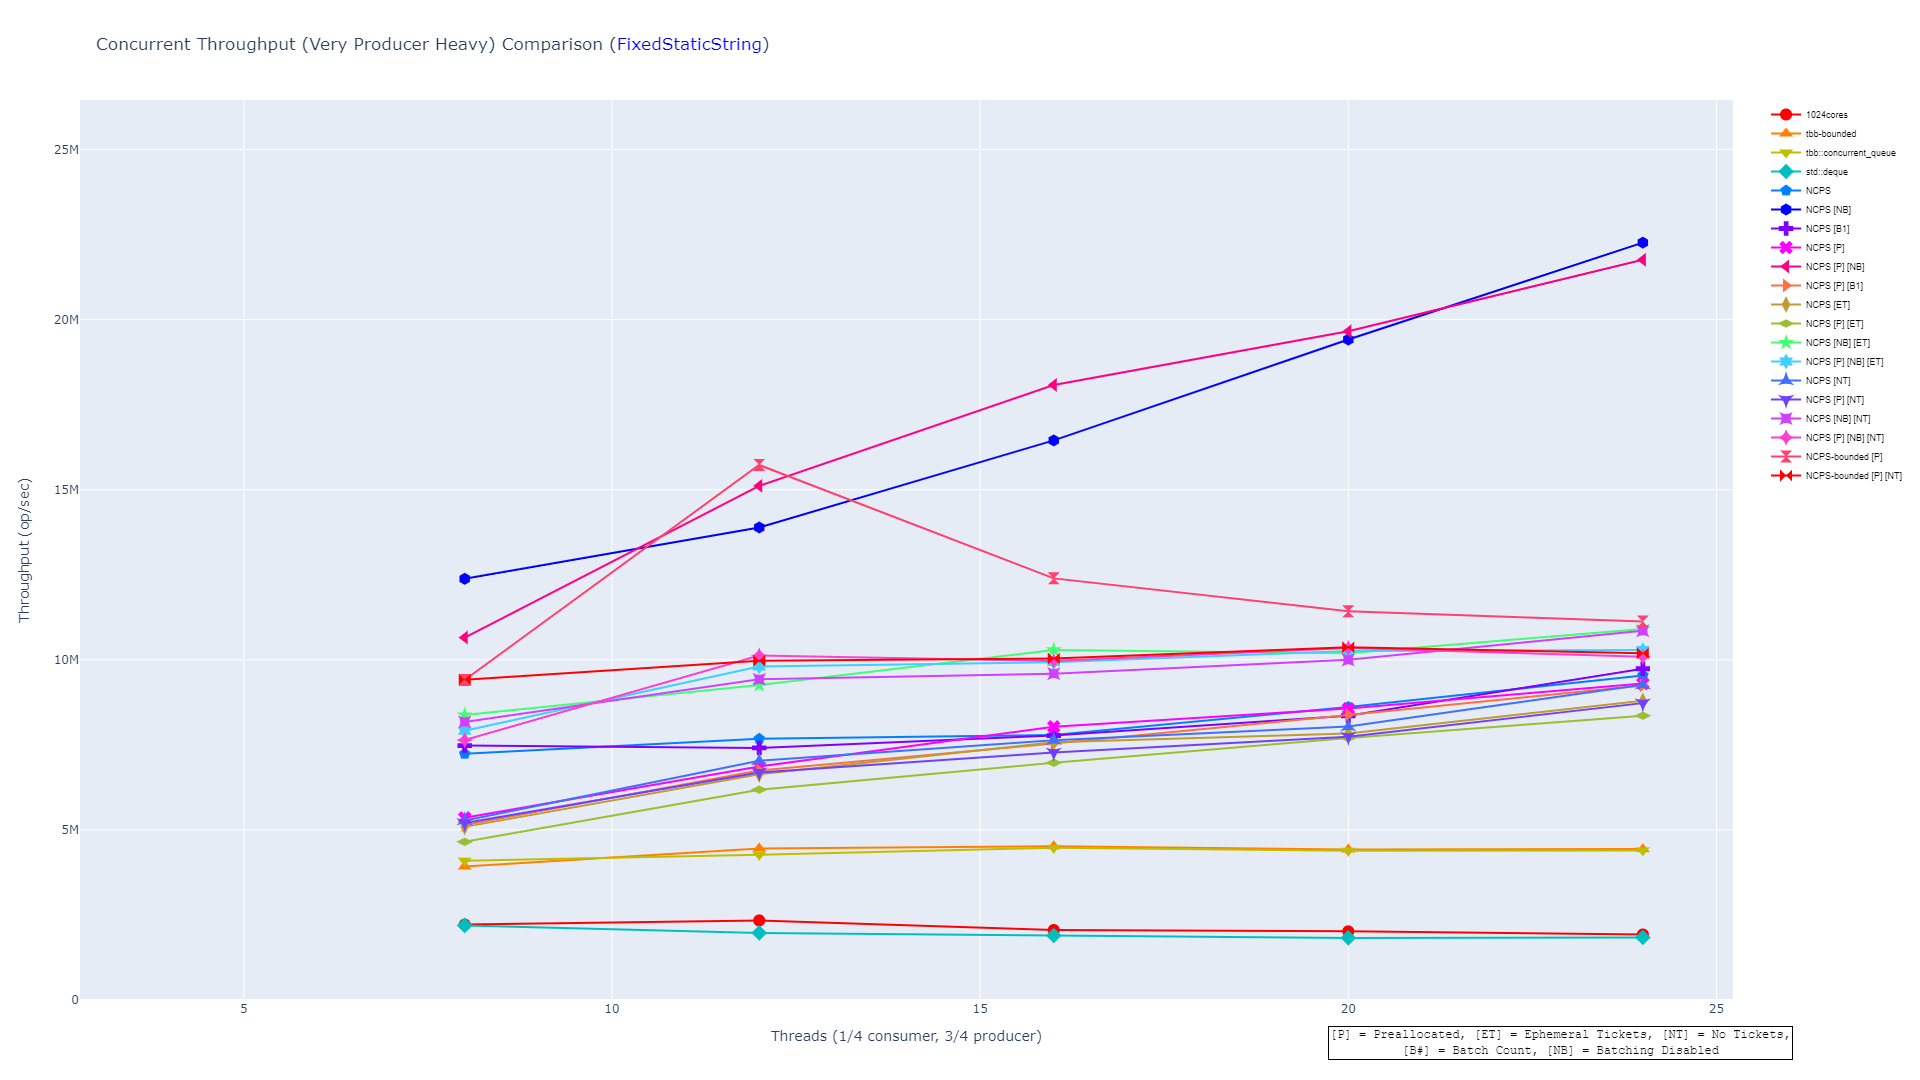 Concurrent Throughput (Very Producer Heavy) Comparison (FixedStaticString)
Throughput (op/sec)
25M
20M
15M
10M
5M
0
5
10
15
20
25
Threads (1/4 consumer, 3/4 producer)
1024cores
tbb-bounded
tbb::concurrent_queue
std::deque
NCPS
NCPS [NB]
NCPS [B1]
NCPS [P]
NCPS [P] [NB]
NCPS [P] [B1]
NCPS [ET]
NCPS [P] [ET]
NCPS [NB] [ET]
NCPS [P] [NB] [ET]
NCPS [NT]
NCPS [P] [NT]
NCPS [NB] [NT]
NCPS [P] [NB] [NT]
NCPS-bounded [P]
NCPS-bounded [P] [NT]
[P] = Preallocated, [ET] = Ephemeral Tickets, [NT] = No Tickets,
[B#] = Batch Count, [NB] = Batching Disabled